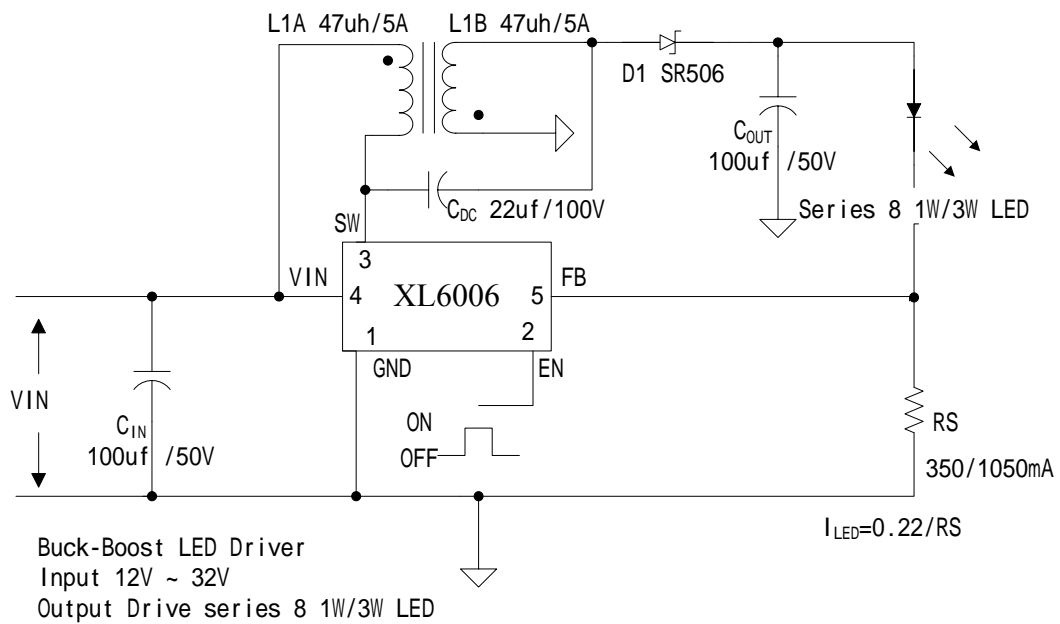 L1A 47uh/5A L1B 47uh/5A
D1 SR506
COUT
100uf /50V
CDC 22uf/100V
Series 8 1W/3W LED
SW
3
VIN
4
XL6006
5
FB
1
2
GND
EN
VIN
CIN
100uf /50V
ON
OFF
RS
350/1050mA
ILED=0.22/RS
Buck-Boost LED Driver
Input 12V ~ 32V
Output Drive series 8 1W/3W LED